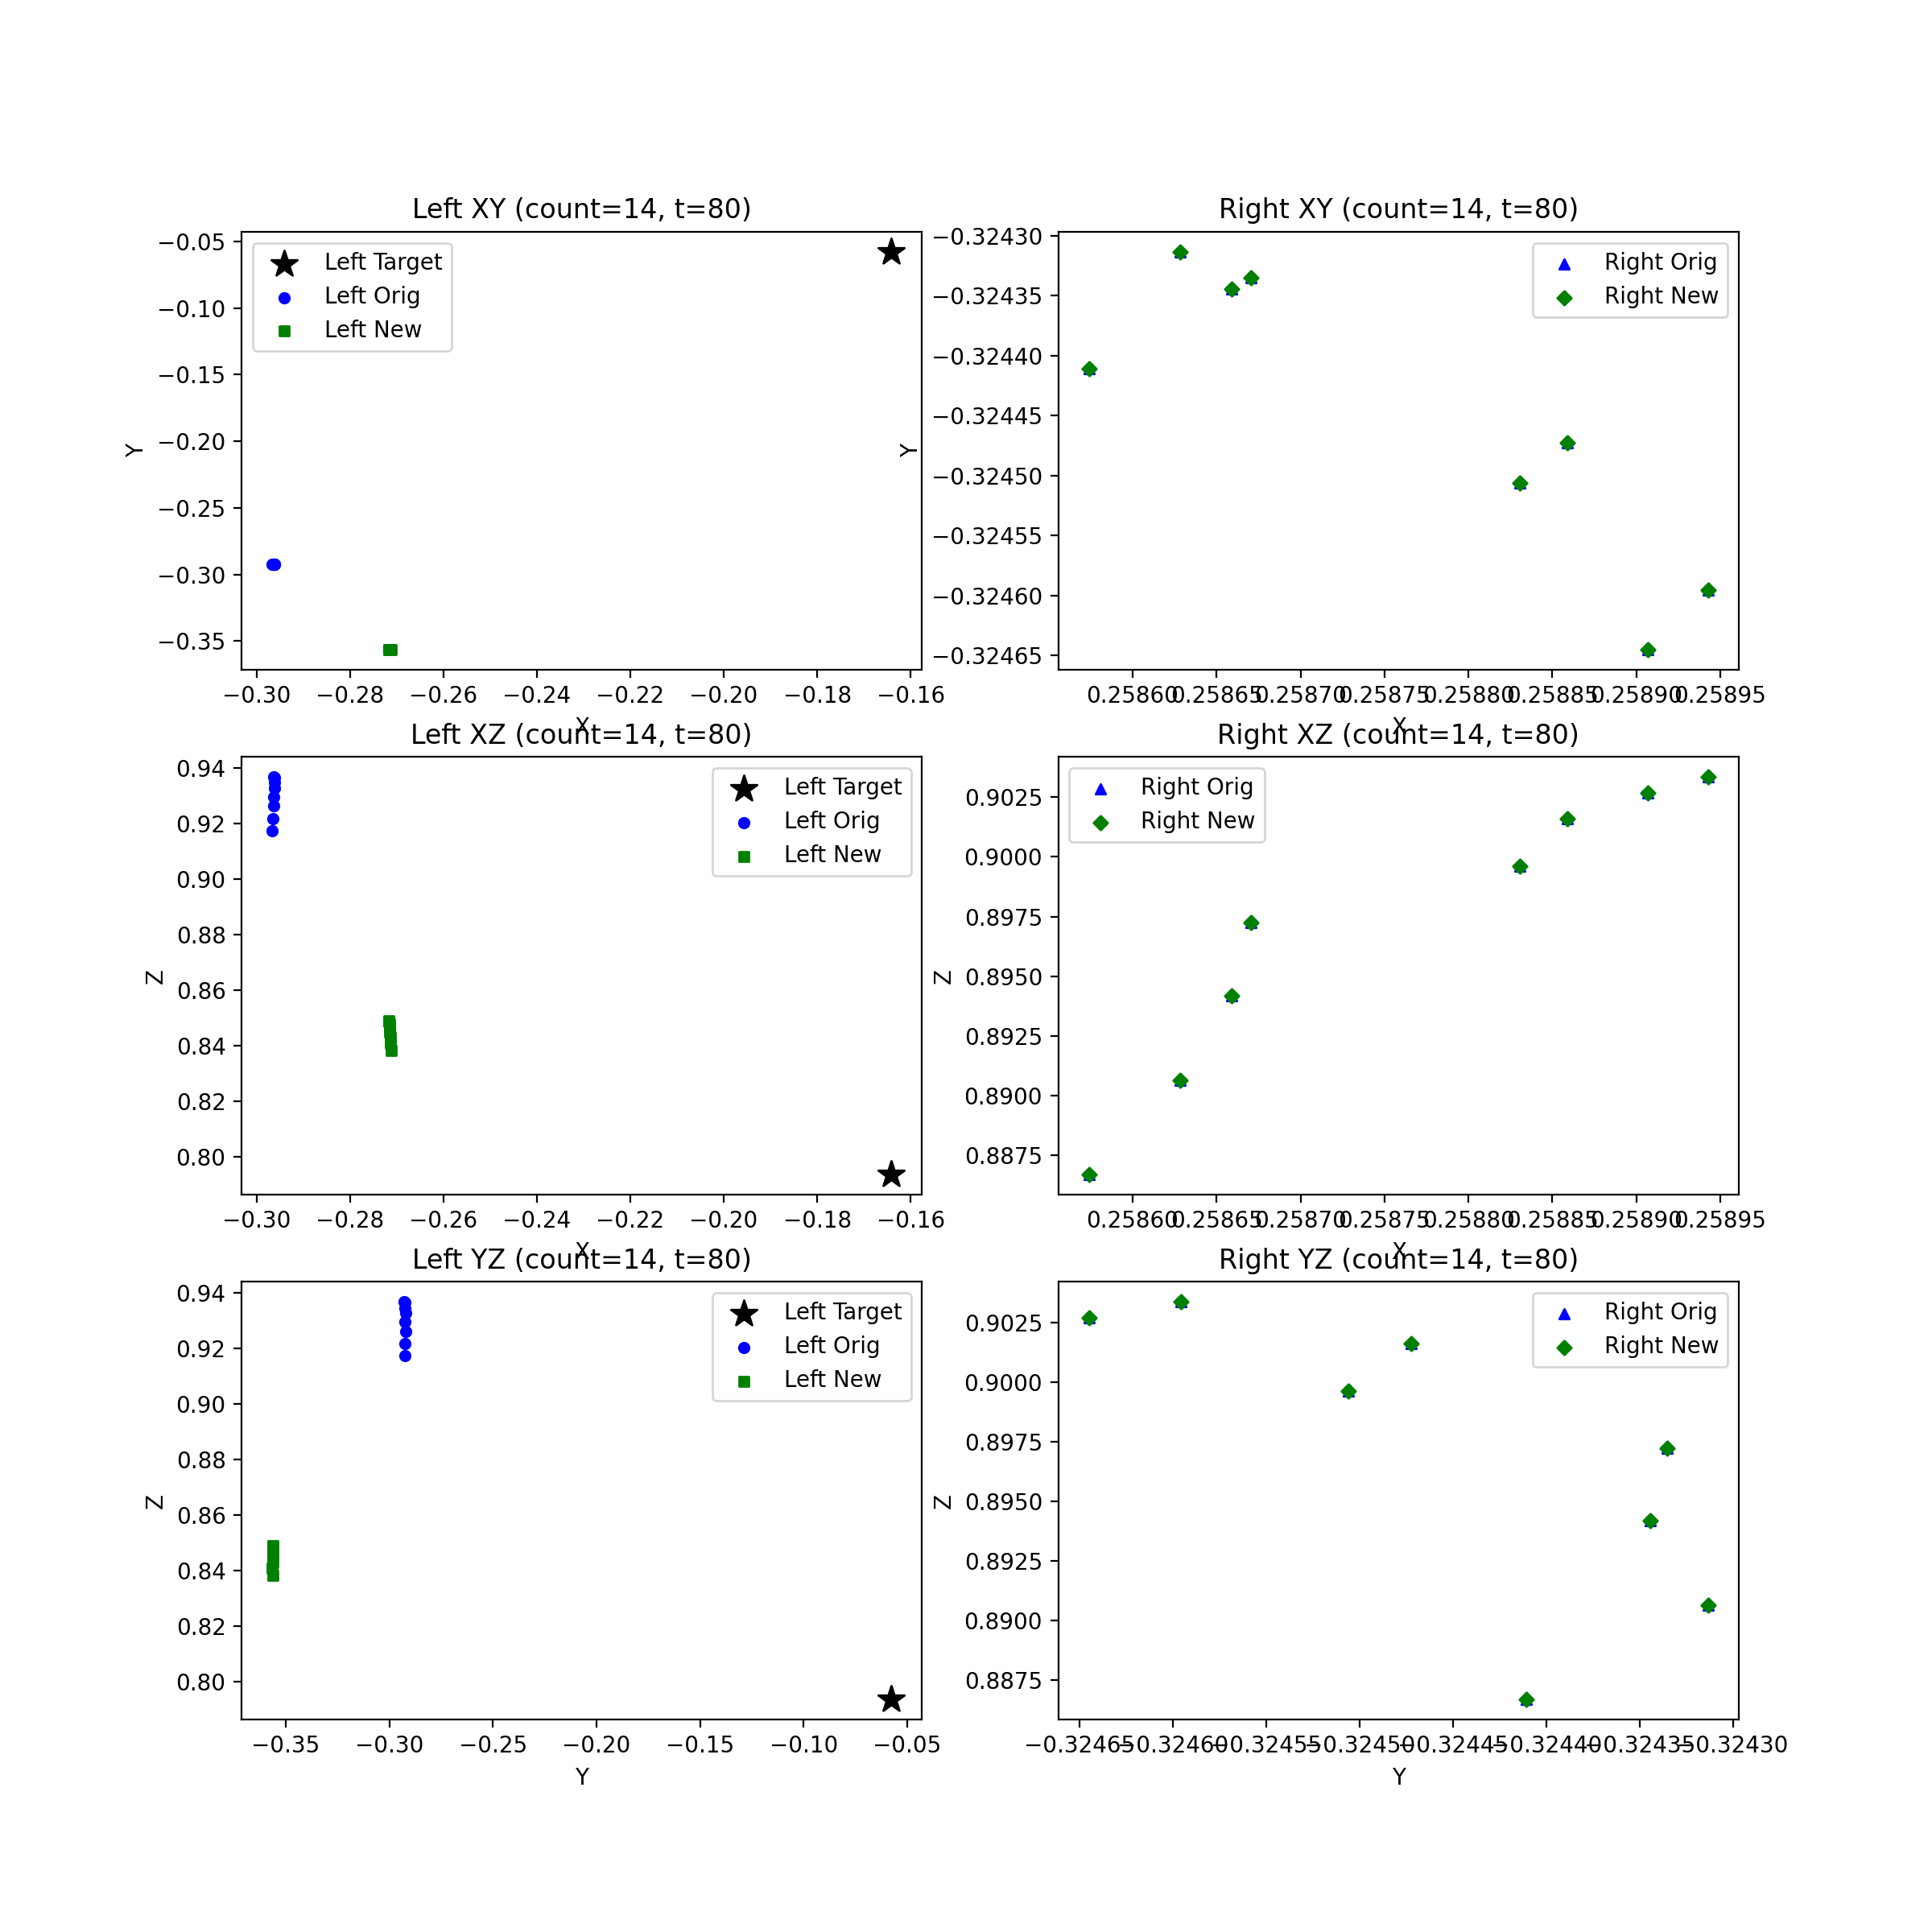 Left XY (count=14, t=80)
Left Target
Left Orig
Left New
−0.05
−0.10
−0.15
−0.20
−0.25
−0.30
−0.35
Y
−0.30 −0.28 −0.26 −0.24 −0.22 −0.20 −0.18 −0.16
X
Right XY (count=14, t=80)
Right Orig
Right New
−0.32430
−0.32435
−0.32440
−0.32445
−0.32450
−0.32455
−0.32460
−0.32465
Y
0.25860 0.25865 0.25870 0.25875 0.25880 0.25885 0.25890 0.25895
X
Left XZ (count=14, t=80)
Left Target
Left Orig
Left New
0.94
0.92
0.90
0.88
0.86
0.84
0.82
0.80
Z
−0.30 −0.28 −0.26 −0.24 −0.22 −0.20 −0.18 −0.16
X
Right XZ (count=14, t=80)
Right Orig
Right New
0.9025
0.9000
0.8975
0.8950
0.8925
0.8900
0.8875
Z
0.25860 0.25865 0.25870 0.25875 0.25880 0.25885 0.25890 0.25895
X
Left YZ (count=14, t=80)
Left Target
Left Orig
Left New
0.94
0.92
0.90
0.88
0.86
0.84
0.82
0.80
Z
−0.35 −0.30 −0.25 −0.20 −0.15 −0.10 −0.05
Y
Right YZ (count=14, t=80)
Right Orig
Right New
0.9025
0.9000
0.8975
0.8950
0.8925
0.8900
0.8875
Z
−0.32465 −0.32460 −0.32455 −0.32450 −0.32445 −0.32440 −0.32435 −0.32430
Y